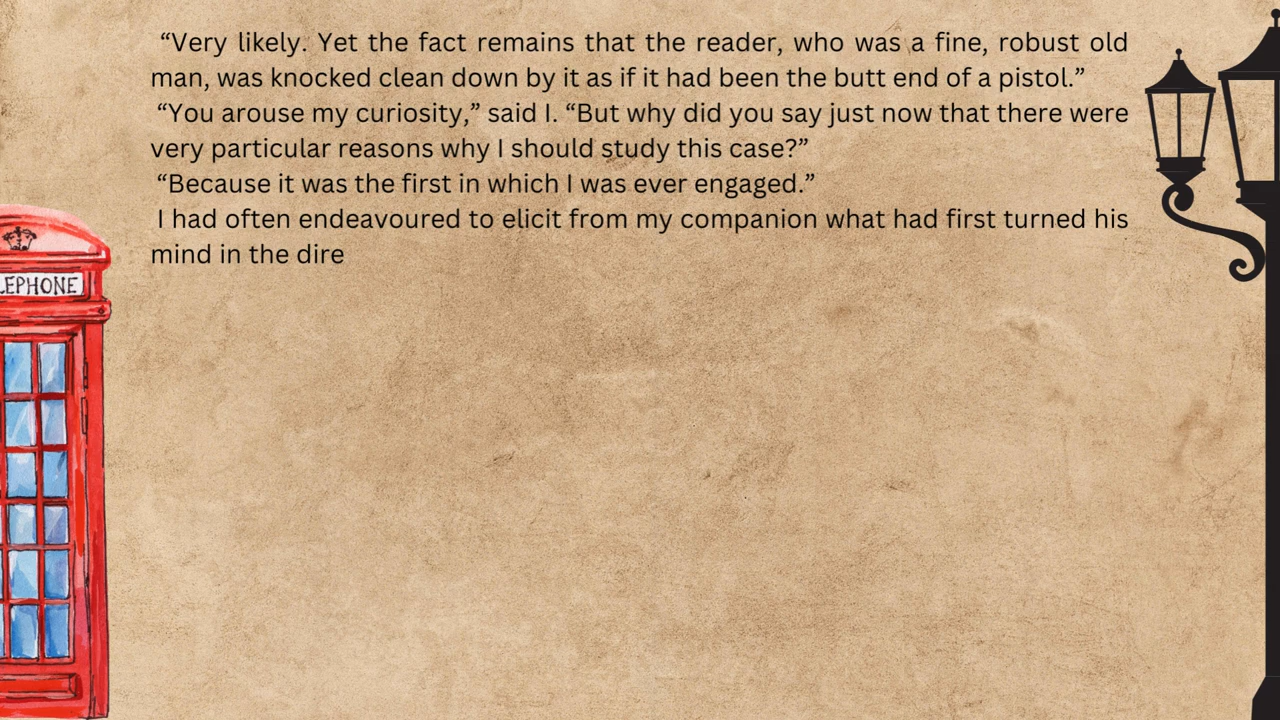 “Very likely. Yet the fact remains that the reader, who was a fine, robust old
man, was knocked clean down by it as if it had been the butt end of a pistol.”
“You arouse my curiosity,” said I. “But why did you say just now that there were
very particular reasons why I should study this case?”
“Because it was the first in which I was ever engaged.”
I had often endeavoured to elicit from my companion what had first turned his
mind in the dire
LEPHONE